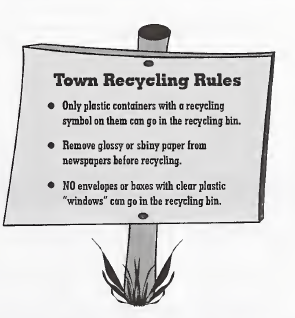 Town Recycling Rules
● Only plastic containers with a recycling
symbol on them can go in the recycling bin.
● Remove glossy or shiny paper from
newspapers before recycling.
● NO envelopes or boxes with clear plastic
"windows" can go in the recycling bin.